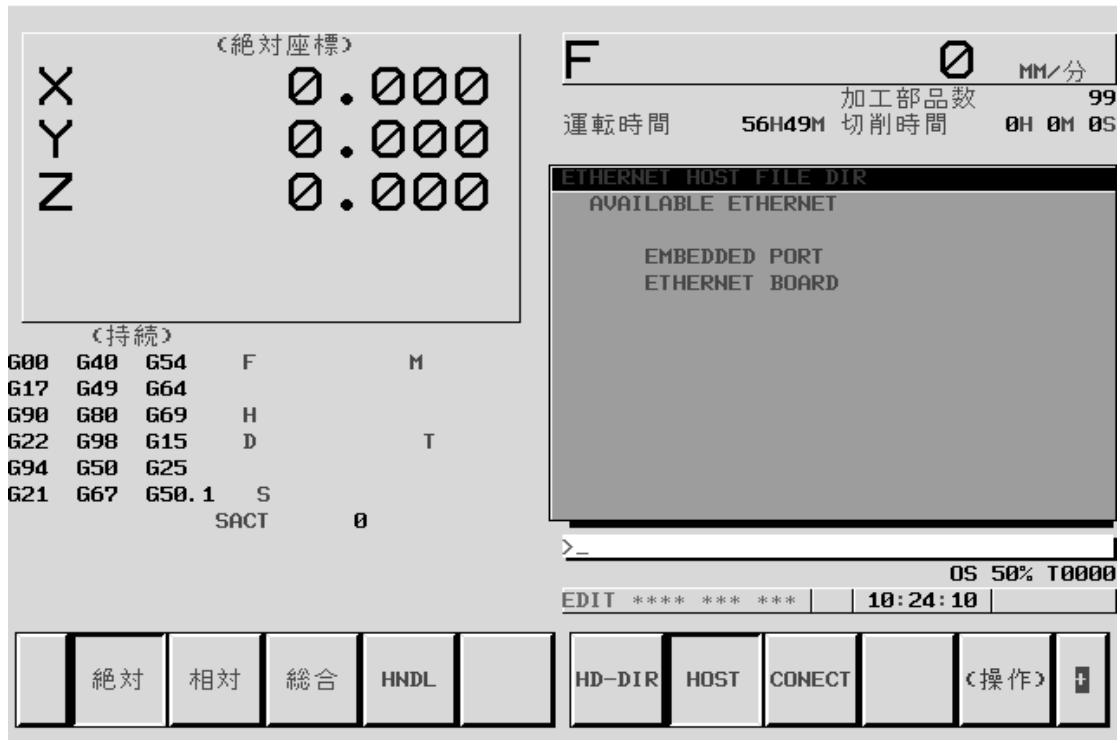 (絶対座標)
X 0.000
Y 0.000
Z 0.000
(持続)
G00 G40 G54 F M
G17 G49 G64
G90 G80 G69 H
G22 G98 G15 D T
G94 G50 G25
G21 G67 G50.1 S
SACT 0
F 0 MM/分
加工部品数 99
運転時間 56H49M 切削時間 0H 0M 0S
ETHERNET HOST FILE DIR
AVAILABLE ETHERNET
EMBEDDED PORT
ETHERNET BOARD
>_
OS 50% T0000
EDIT **** *** *** 10:24:10
絶対 相対 総合 HNDL
HD-DIR HOST CONECT (操作) +